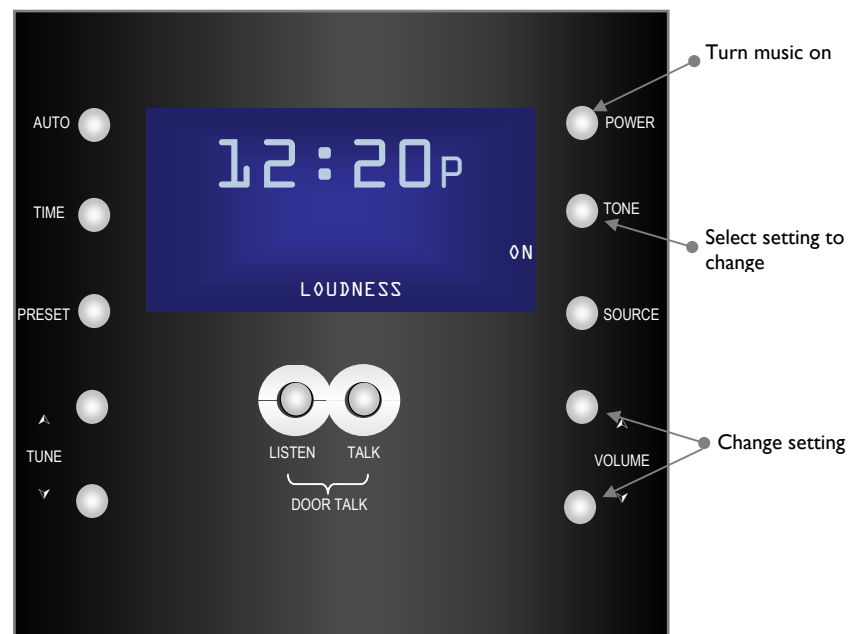 Turn music on
AUTO
POWER
12:20P
TIME
TONE
Select setting to
change
ON
LOUDNESS
PRESET
SOURCE
TUNE
LISTEN TALK
VOLUME
Change setting
DOOR TALK